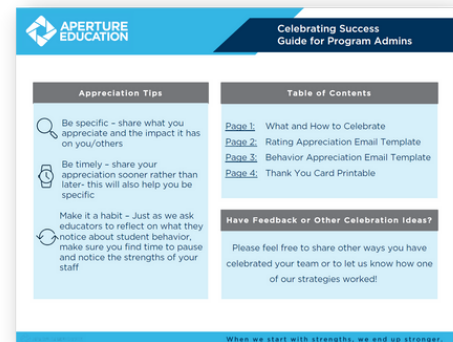 APERTURE
EDUCATION
Celebrating Success
Guide for Program Admins
Appreciation Tips
Be specific – share what you
appreciate and the impact it has
on you/others
Be timely – share your
appreciation sooner rather than
later- this will also help you be
specific
Make it a habit – Just as we ask
educators to reflect on what they
notice about student behavior,
make sure you find time to pause
and notice the strengths of your
staff
Table of Contents
Page 1: What and How to Celebrate
Page 2: Rating Appreciation Email Template
Page 3: Behavior Appreciation Email Template
Page 4: Thank You Card Printable
Have Feedback or Other Celebration Ideas?
Please feel free to share other ways you have
celebrated your team or to let us know how one
of our strategies worked!
When we start with strengths, we end up stronger.